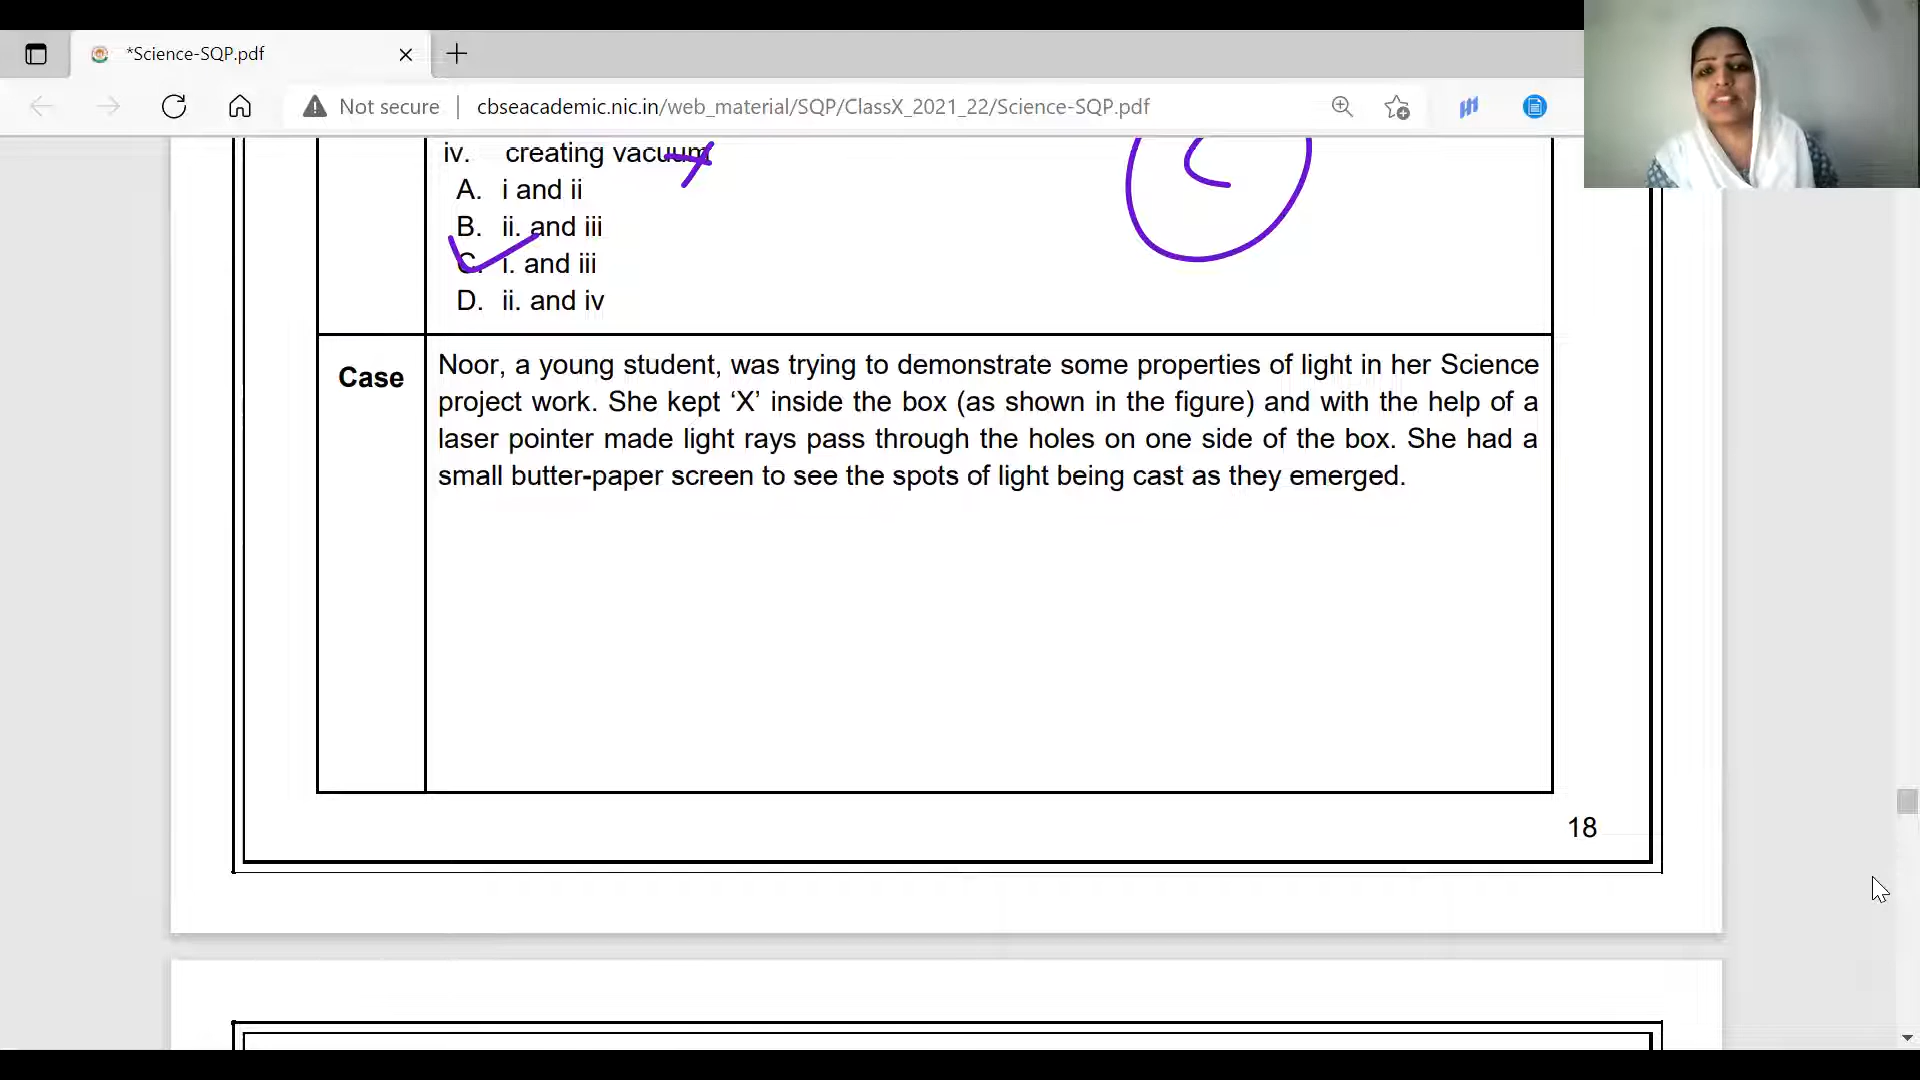 *Science-SQP.pdf
Not secure
cbseacademic.nic.in/web_material/SQP/ClassX_2021_22/Science-SQP.pdf
iv. creating vacuum
A. i and ii
B. ii. and iii
C. i. and iii
D. ii. and iv
Case
Noor, a young student, was trying to demonstrate some properties of light in her Science
project work. She kept ‘X’ inside the box (as shown in the figure) and with the help of a
laser pointer made light rays pass through the holes on one side of the box. She had a
small butter-paper screen to see the spots of light being cast as they emerged.
18